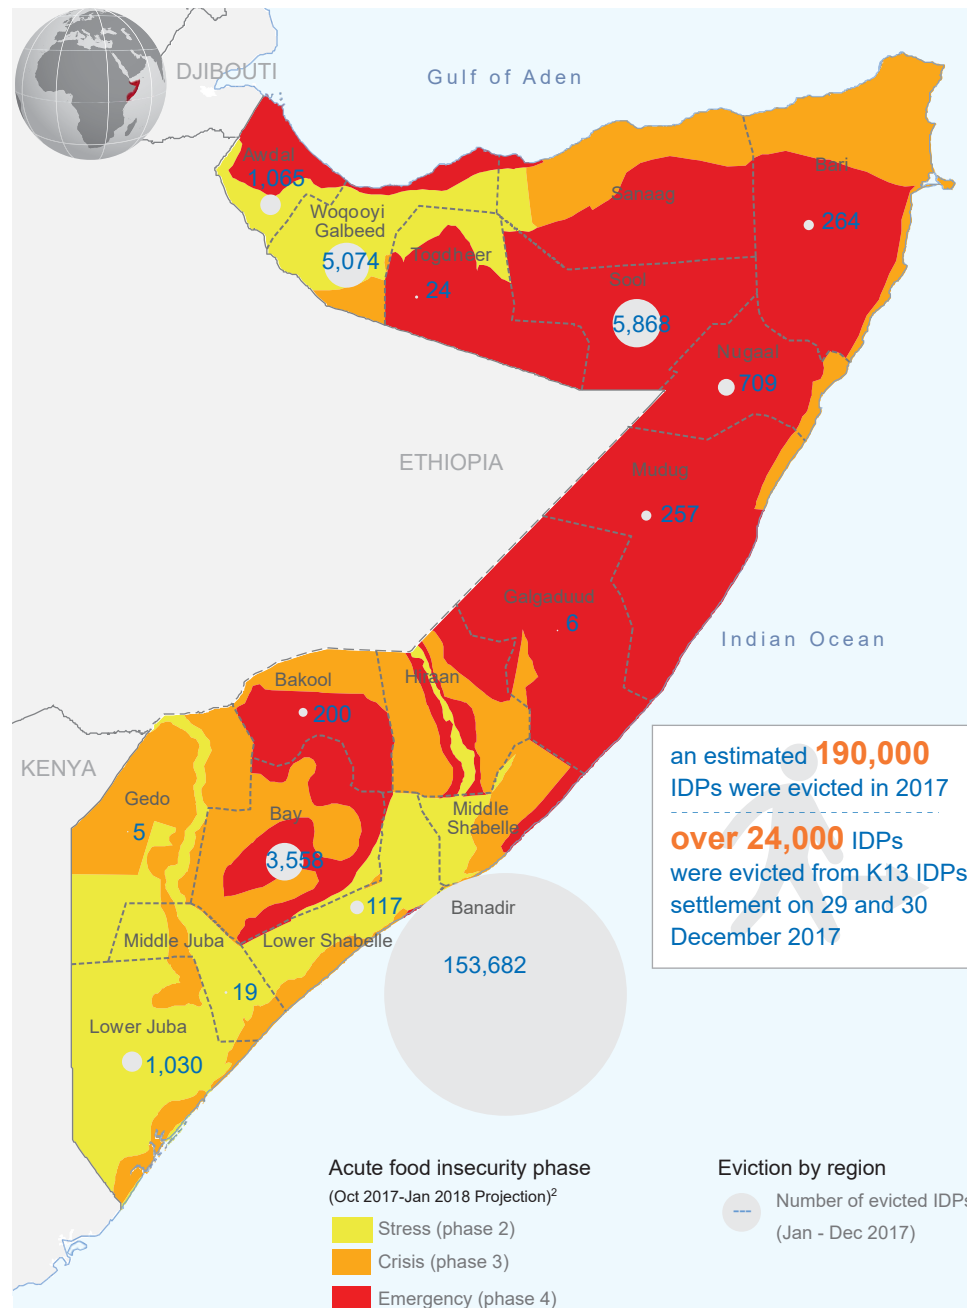 DJIBOUTI
Gulf of Aden
Awdal
1,065
Woqooyi
Galbeed
5,074
Togdheer
24
Sanaag
Bari
264
Sool
5,868
Nugaal
709
ETHIOPIA
Mudug
257
Galgaduud
6
Indian Ocean
Hiraan
Bakool
200
KENYA
Gedo
5
Bay
3,558
Middle
Shabelle
an estimated 190,000
IDPs were evicted in 2017
over 24,000 IDPs
were evicted from K13 IDPs
settlement on 29 and 30
December 2017
117
Banadir
153,682
Middle Juba
Lower Shabelle
19
Lower Juba
1,030
Acute food insecurity phase
(Oct 2017-Jan 2018 Projection)2
Stress (phase 2)
Crisis (phase 3)
Emergency (phase 4)
Eviction by region
---
Number of evicted IDPs
(Jan - Dec 2017)